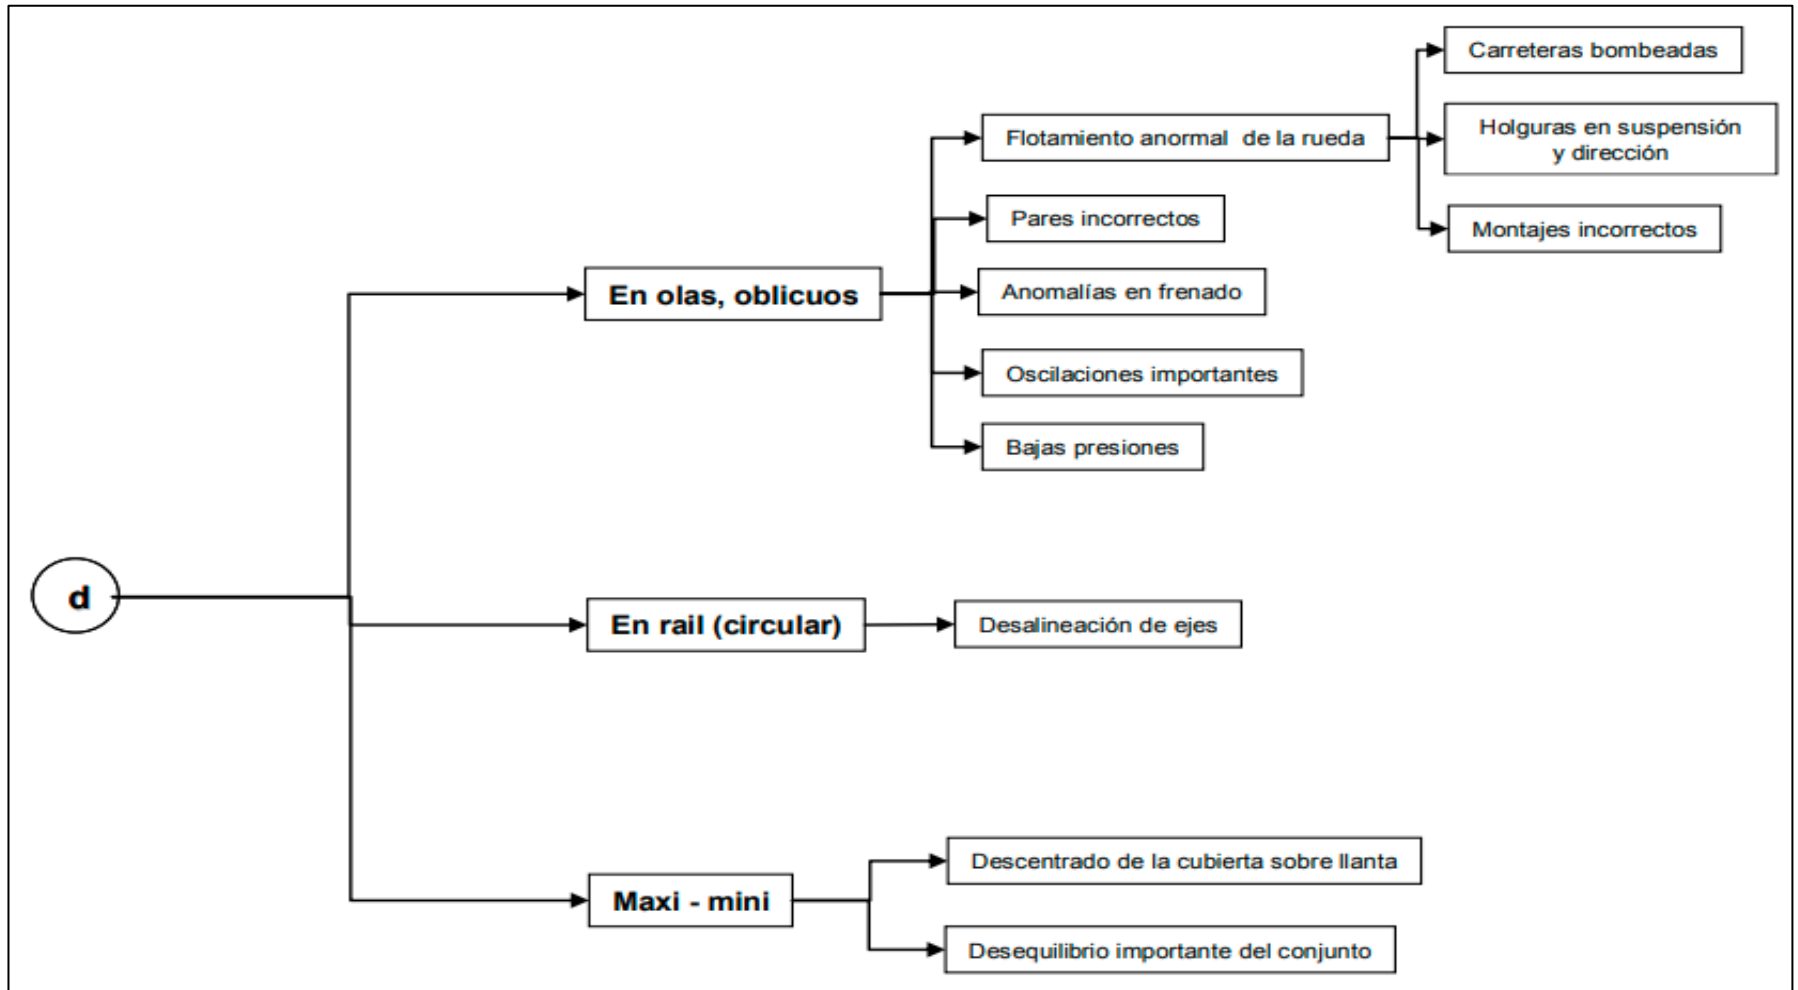 d
En olas, oblicuos
Flotamiento anormal de la rueda
Carreteras bombeadas
Holguras en suspensión
y dirección
Montajes incorrectos
Pares incorrectos
Anomalías en frenado
Oscilaciones importantes
Bajas presiones
En rail (circular)
Desalineación de ejes
Maxi - mini
Descentrado de la cubierta sobre llanta
Desequilibrio importante del conjunto